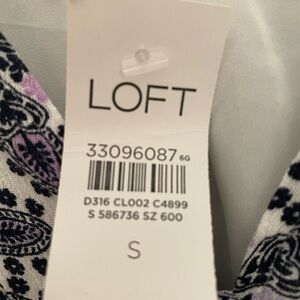 LOFT
33096087 6G
D316 CL002 C4899
S 586736 SZ 600
S